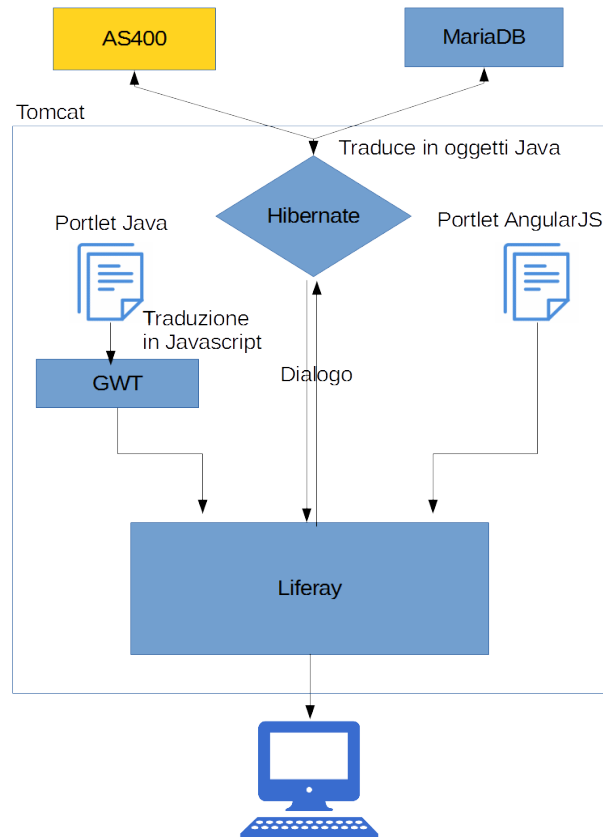 AS400
MariaDB
Tomcat
Traduce in oggetti Java
Hibernate
Portlet Java
Portlet AngularJS
Traduzione
in Javascript
GWT
Dialogo
Liferay